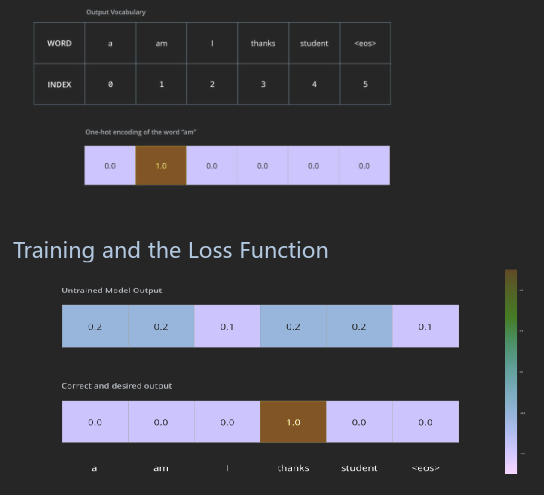 Output Vocabulary
WORD a am I thanks student <eos>
INDEX 0 1 2 3 4 5
One-hot encoding of the word "am"
0.0 1.0 0.0 0.0 0.0 0.0
Training and the Loss Function
Untrained Model Output
0.2 0.2 0.1 0.2 0.2 0.1
Correct and desired output
0.0 0.0 0.0 1.0 0.0 0.0
a am I thanks student <eos>